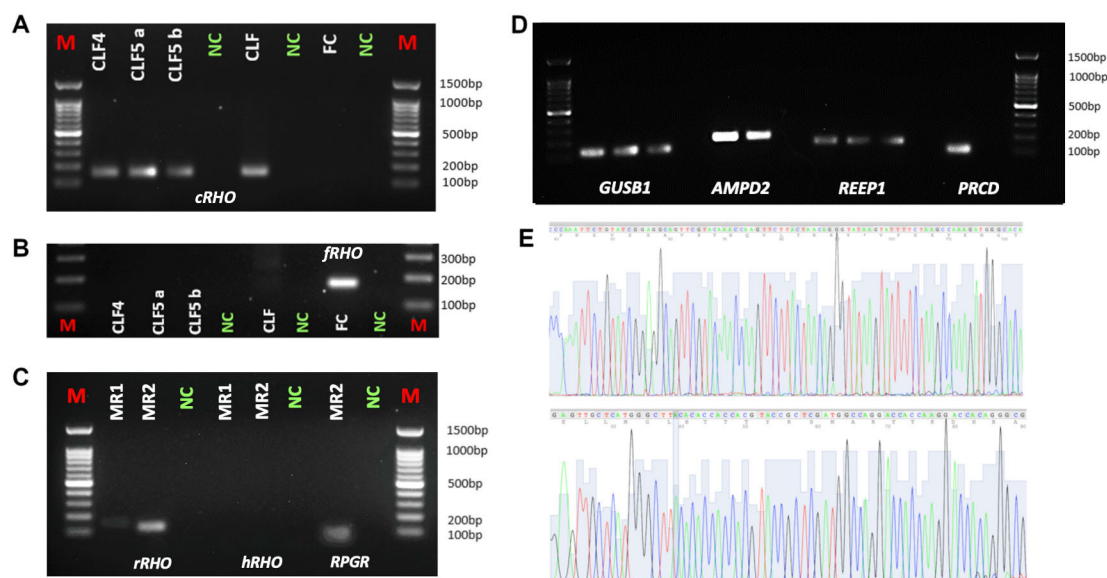 A
M
CLF4
CLF5 a
CLF5 b
NC
CLF
NC
FC
NC
M
1500bp
1000bp
500bp
200bp
100bp
cRHO
B
fRHO
300bp
200bp
100bp
M
CLF4
CLF5 a
CLF5 b
NC
CLF
NC
FC
NC
M
C
M
MR1
MR2
NC
MR1
MR2
NC
MR2
NC
M
1500bp
1000bp
500bp
200bp
100bp
rRHO
hRHO
RPGR
D
1500bp
1000bp
500bp
200bp
100bp
GUSB1
AMPD2
REEP1
PRCD
E